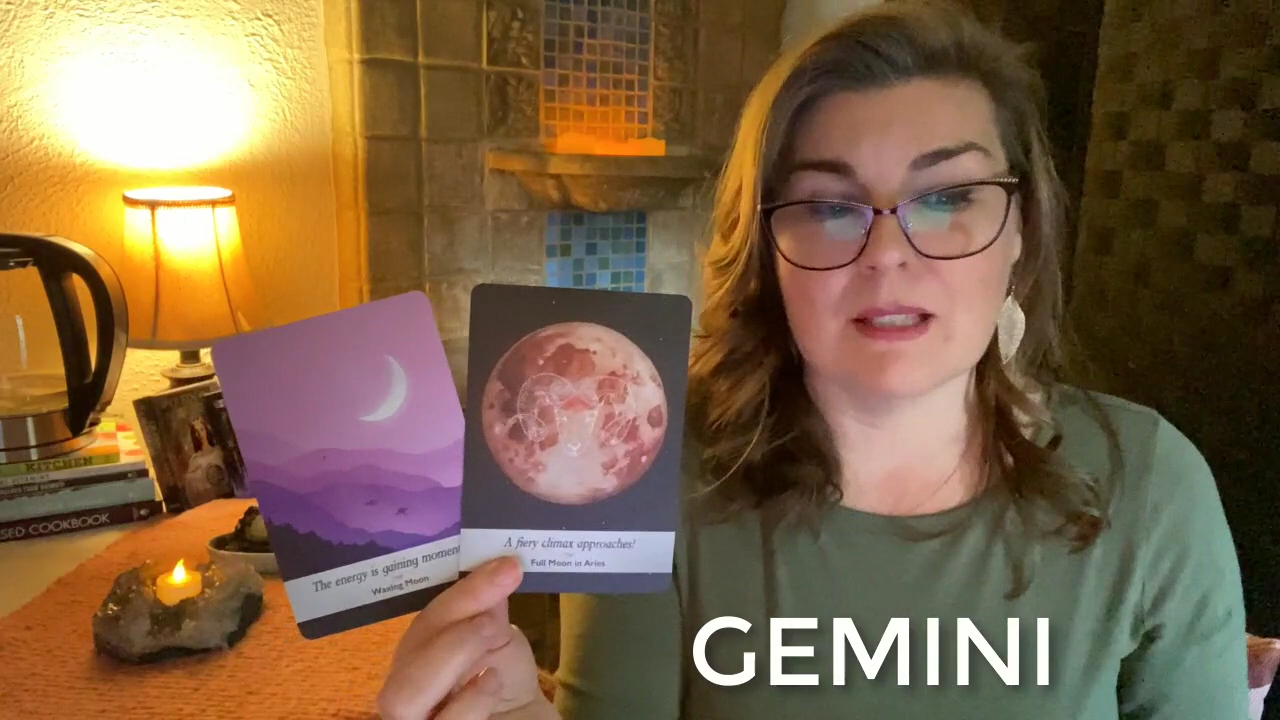 KITCHEN
SED COOKBOOK
The energy is gaining moment
Waxing Moon
A fiery climax approaches!
Full Moon in Aries
GEMINI